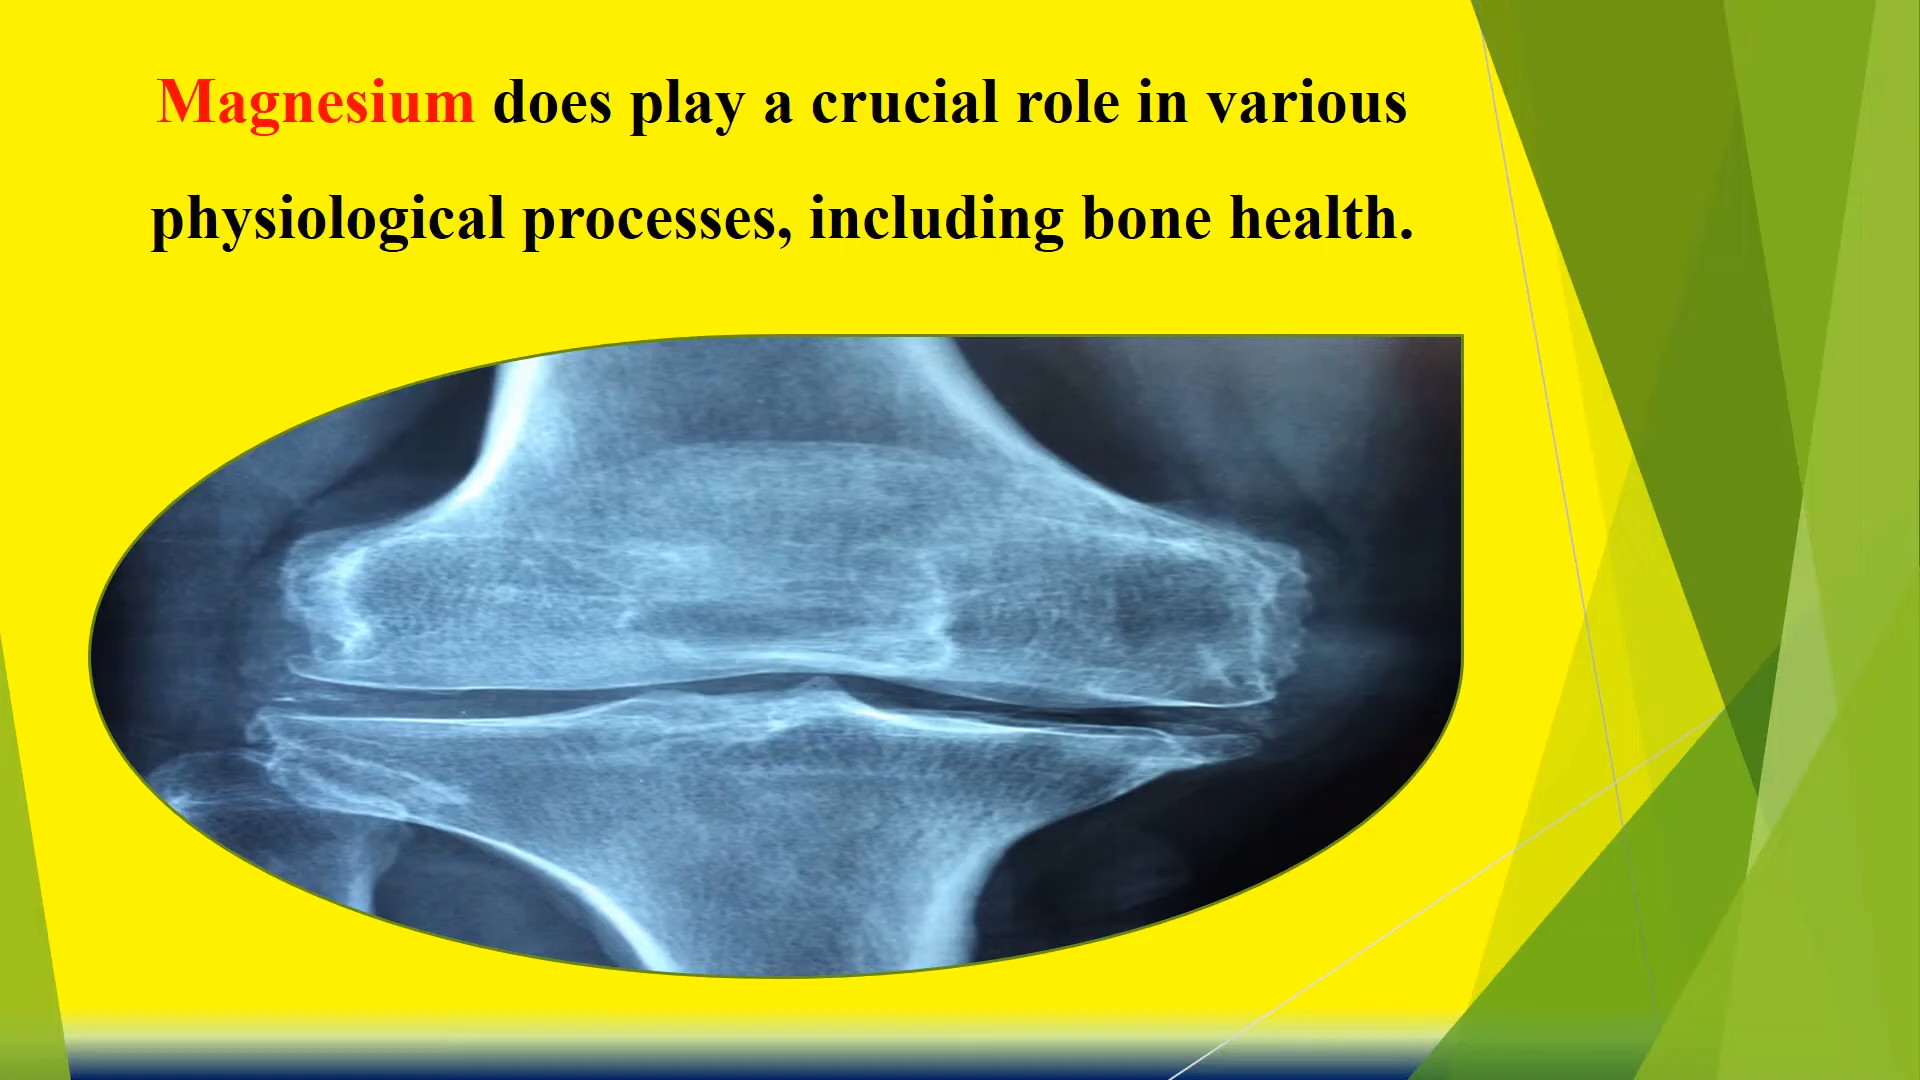 Magnesium does play a crucial role in various
physiological processes, including bone health.